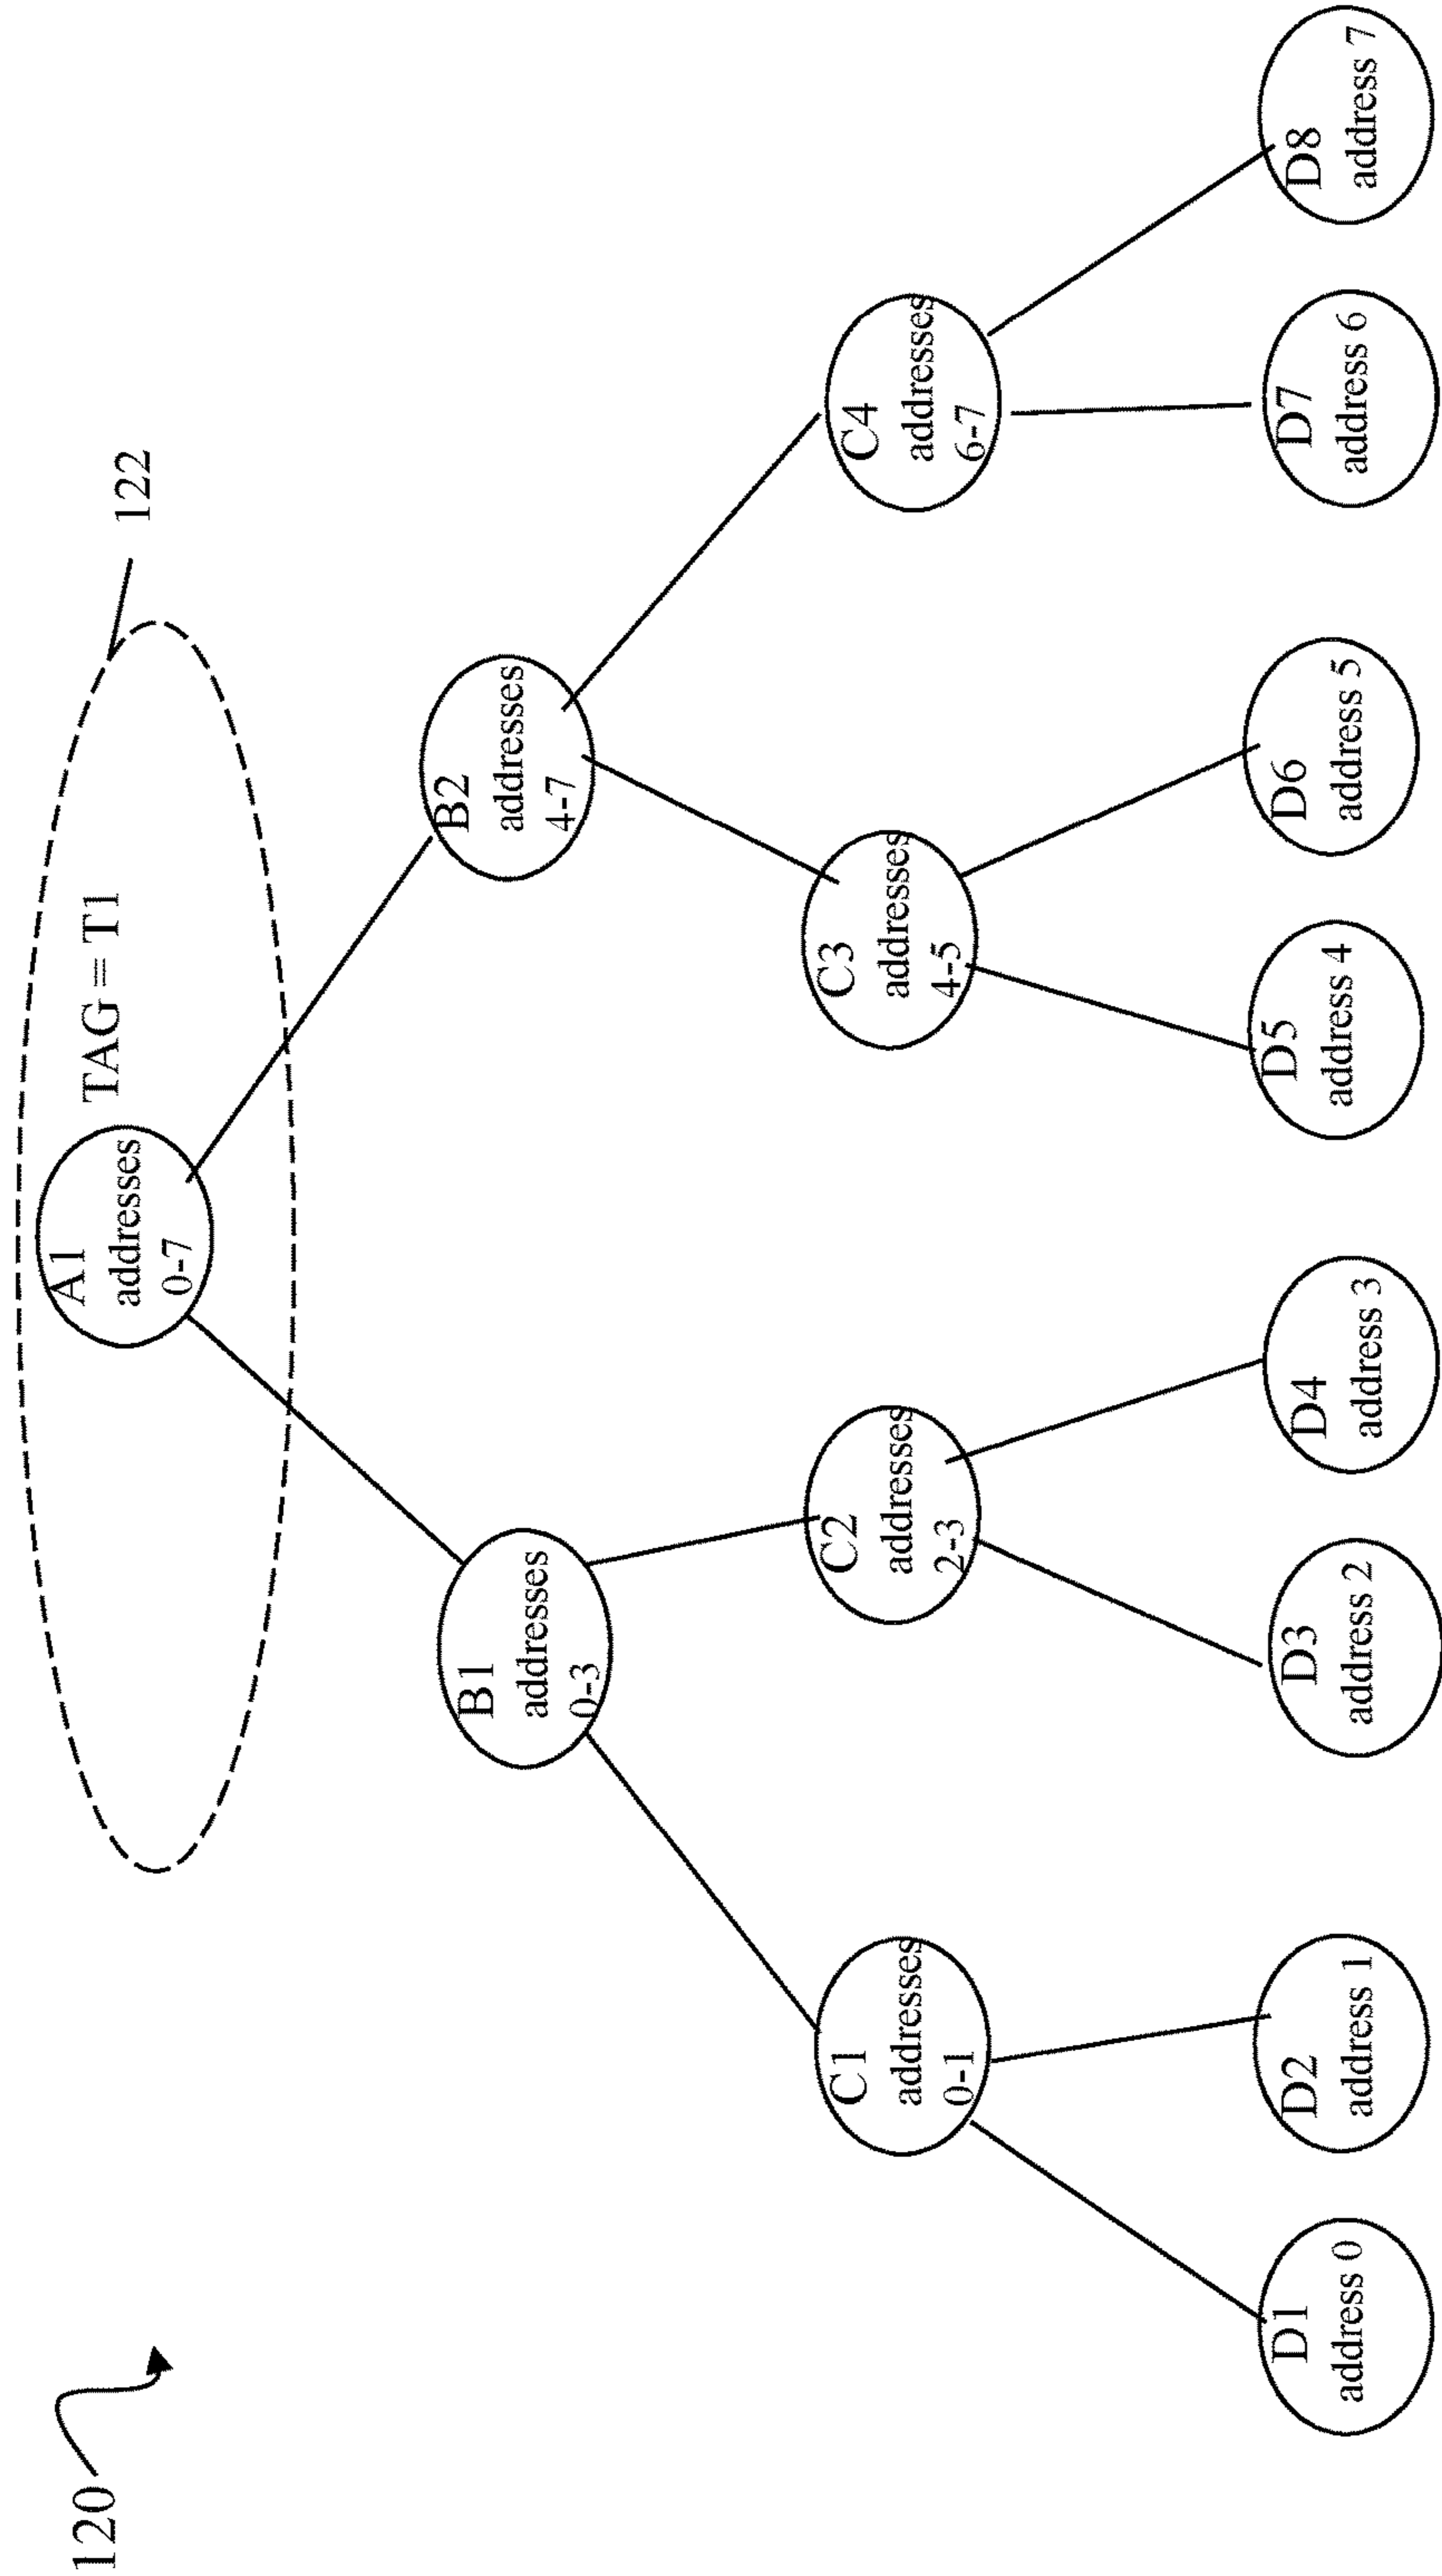 120
122
TAG = T1
A1
addresses
0-7
B1
addresses
0-3
B2
addresses
4-7
C1
addresses
0-1
C2
addresses
2-3
C3
addresses
4-5
C4
addresses
6-7
D1
address 0
D2
address 1
D3
address 2
D4
address 3
D5
address 4
D6
address 5
D7
address 6
D8
address 7